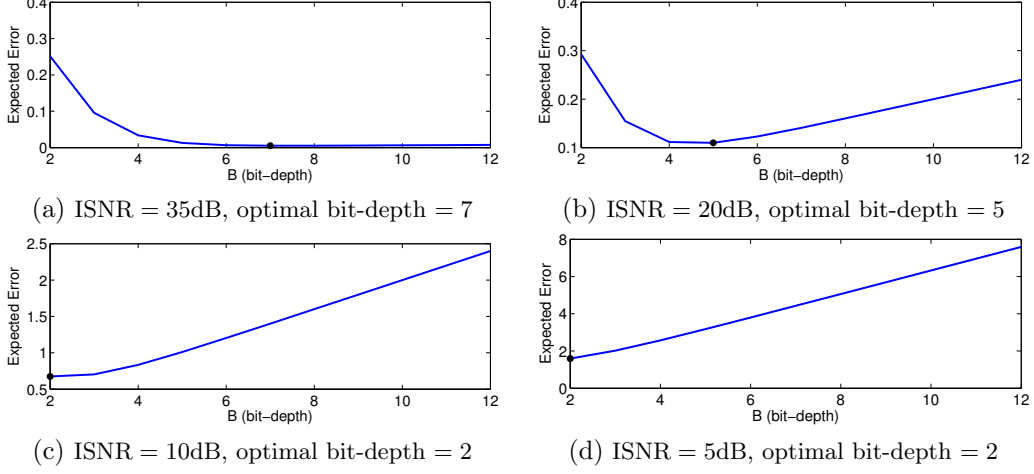 0.4
0.3
0.2
0.1
0
Expected Error
2 4 6 8 10 12
B (bit−depth)
(a) ISNR = 35dB, optimal bit-depth = 7
0.4
0.3
0.2
0.1
Expected Error
2 4 6 8 10 12
B (bit−depth)
(b) ISNR = 20dB, optimal bit-depth = 5
2.5
2
1.5
1
0.5
Expected Error
2 4 6 8 10 12
B (bit−depth)
(c) ISNR = 10dB, optimal bit-depth = 2
8
6
4
2
0
Expected Error
2 4 6 8 10 12
B (bit−depth)
(d) ISNR = 5dB, optimal bit-depth = 2